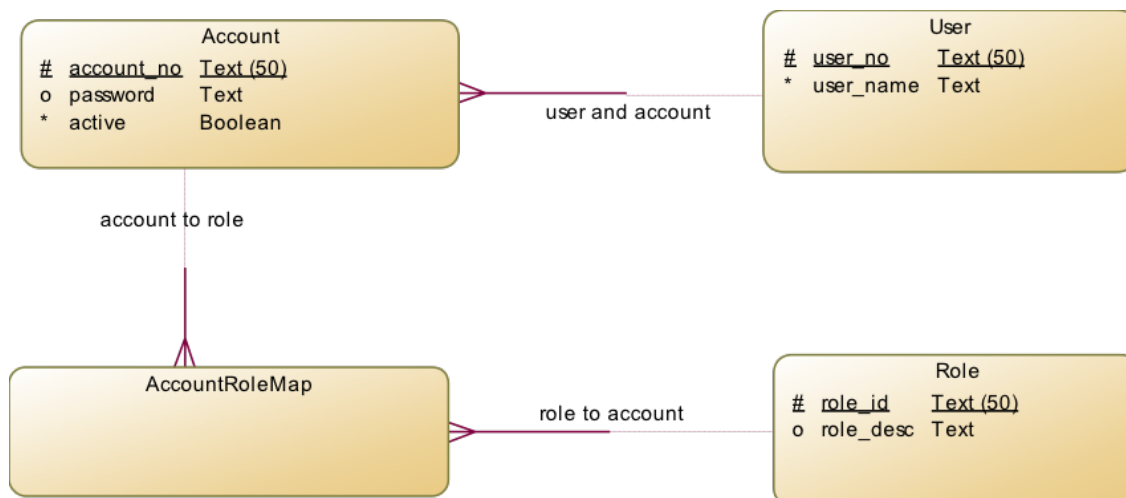 Account
# account_no Text (50)
o password Text
* active Boolean
User
# user_no Text (50)
* user_name Text
user and account
account to role
AccountRoleMap
role to account
Role
# role_id Text (50)
o role_desc Text